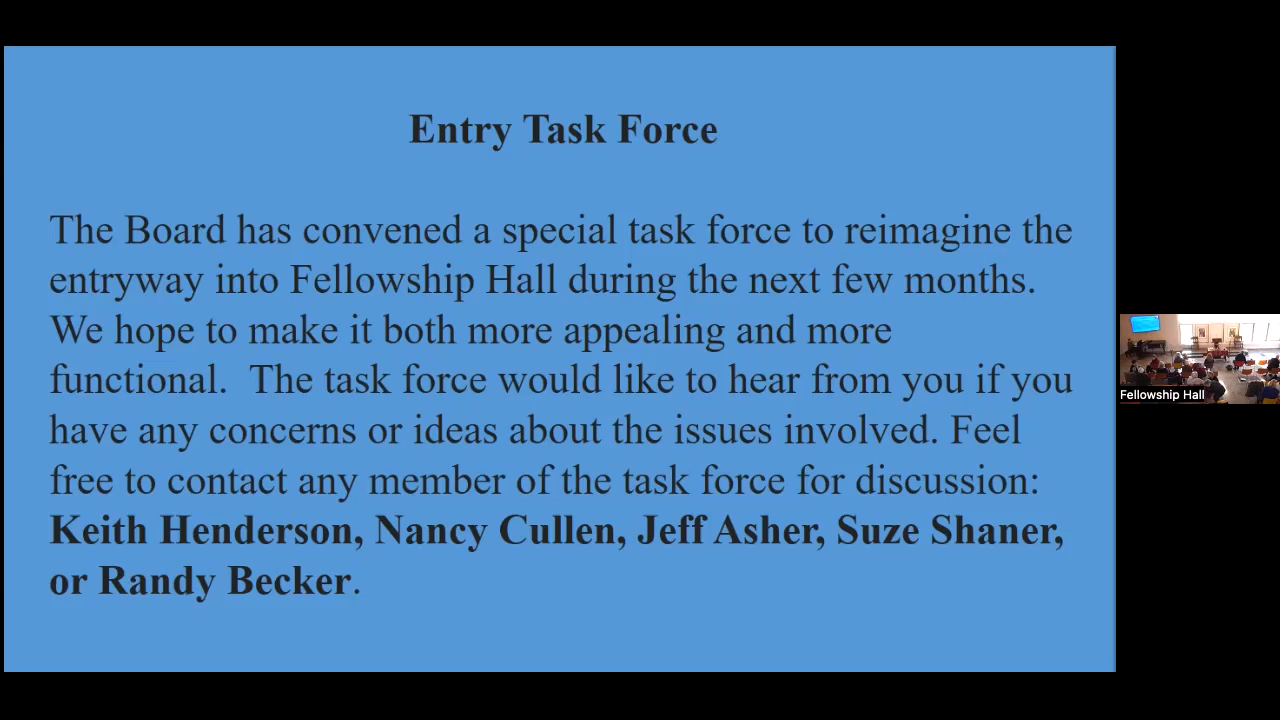 Entry Task Force
The Board has convened a special task force to reimagine the
entryway into Fellowship Hall during the next few months.
We hope to make it both more appealing and more
functional.  The task force would like to hear from you if you
have any concerns or ideas about the issues involved. Feel
free to contact any member of the task force for discussion:
Keith Henderson, Nancy Cullen, Jeff Asher, Suze Shaner,
or Randy Becker.
Fellowship Hall